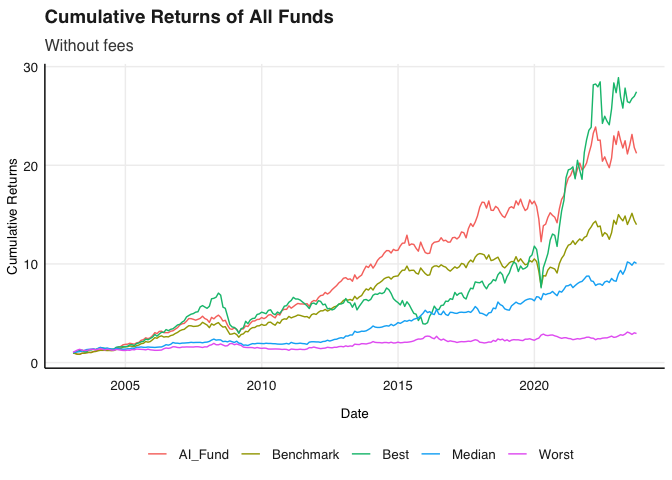 Cumulative Returns of All Funds
Without fees
Cumulative Returns
30
20
10
0
2005 2010 2015 2020
Date
AI_Fund Benchmark Best Median Worst